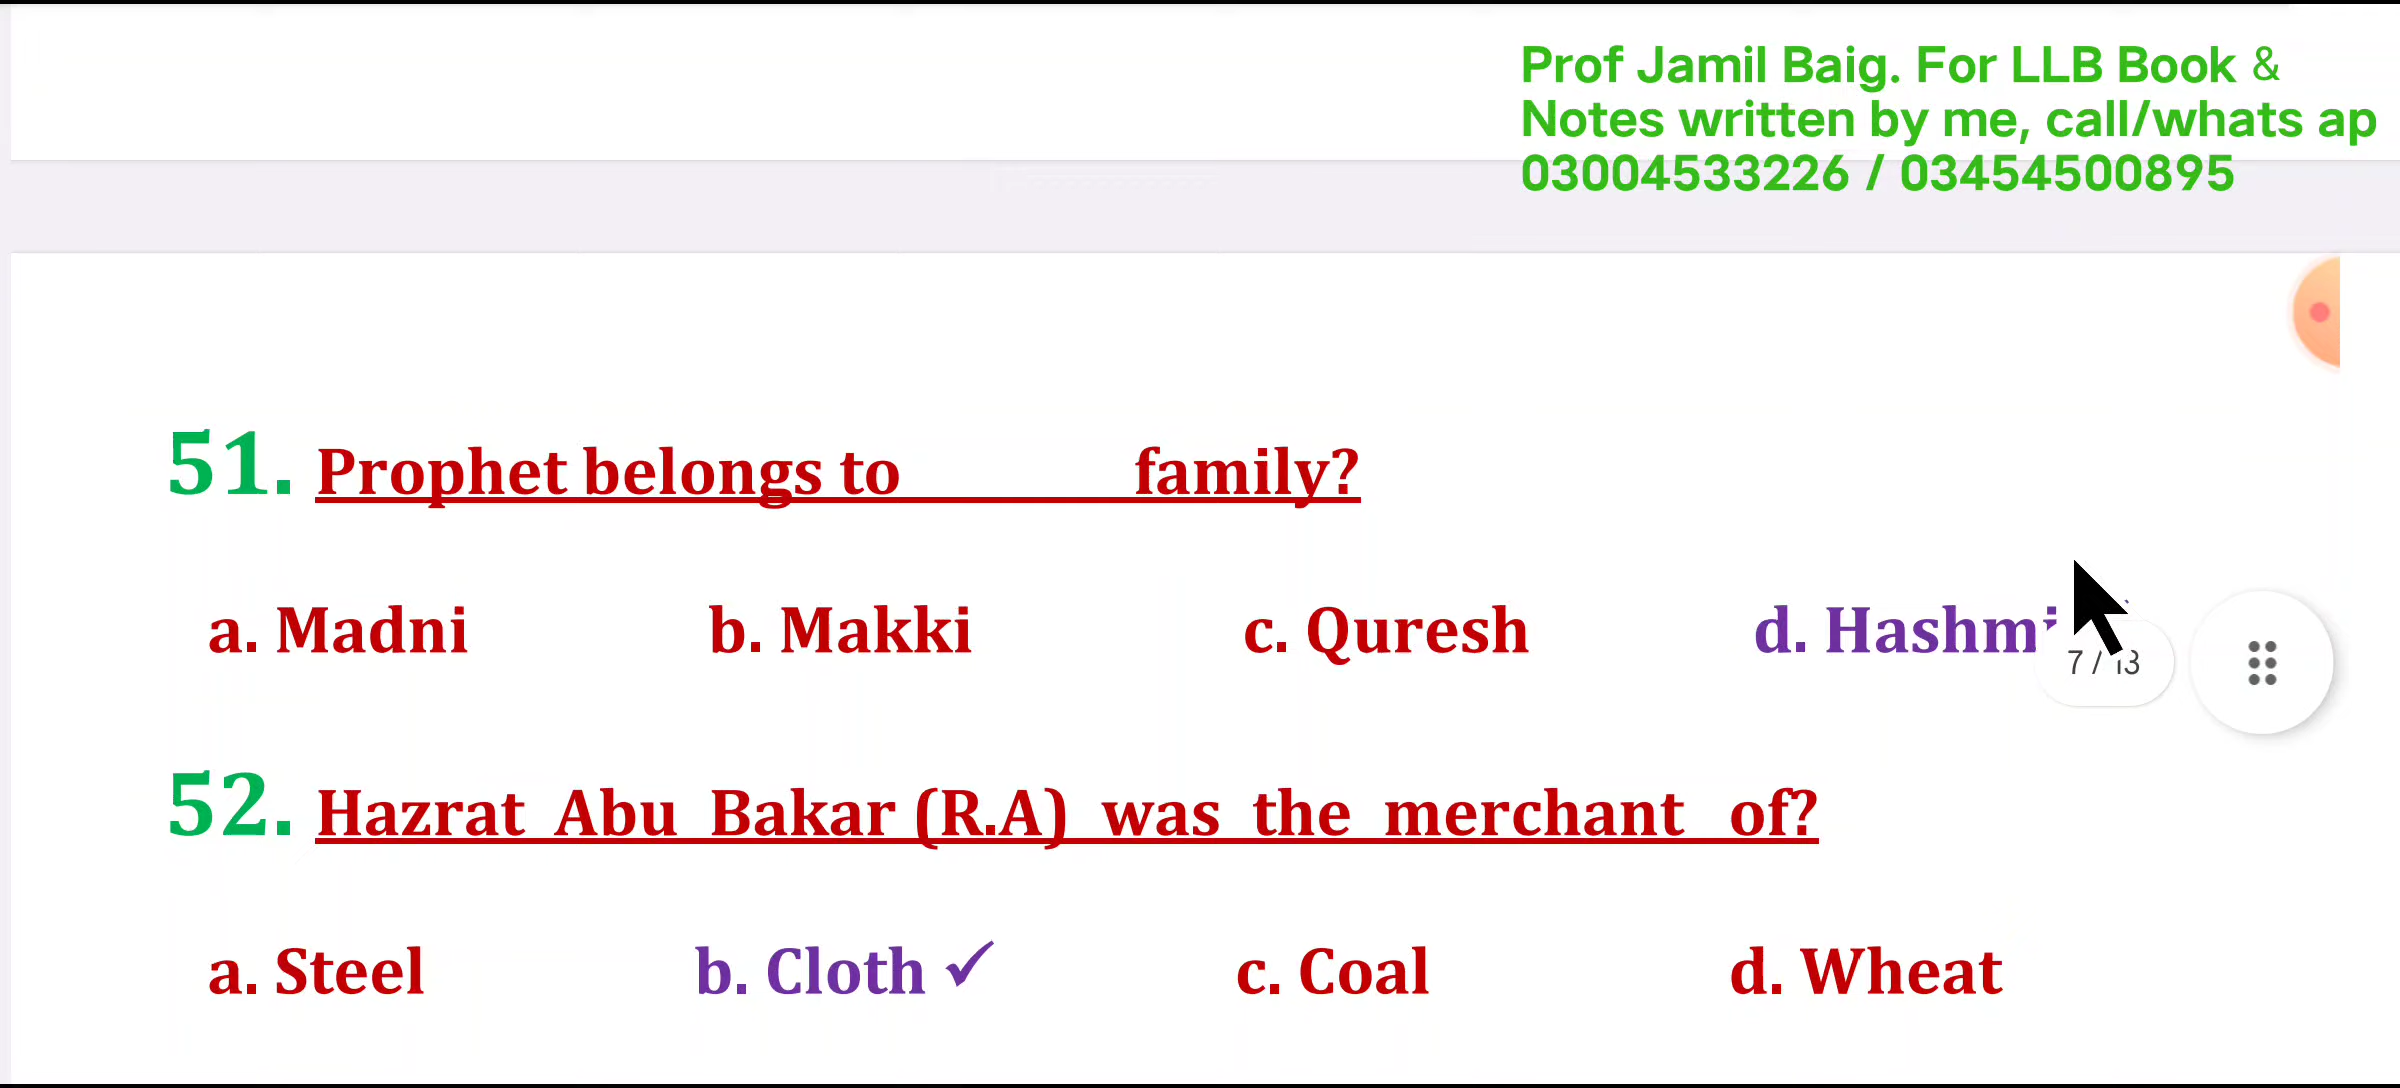 Prof Jamil Baig. For LLB Book &
Notes written by me, call/whats ap
03004533226 / 03454500895
51. Prophet belongs to family?
a. Madni b. Makki c. Quresh d. Hashmi
7 / 13
52. Hazrat Abu Bakar (R.A) was the merchant of?
a. Steel b. Cloth ✓ c. Coal d. Wheat